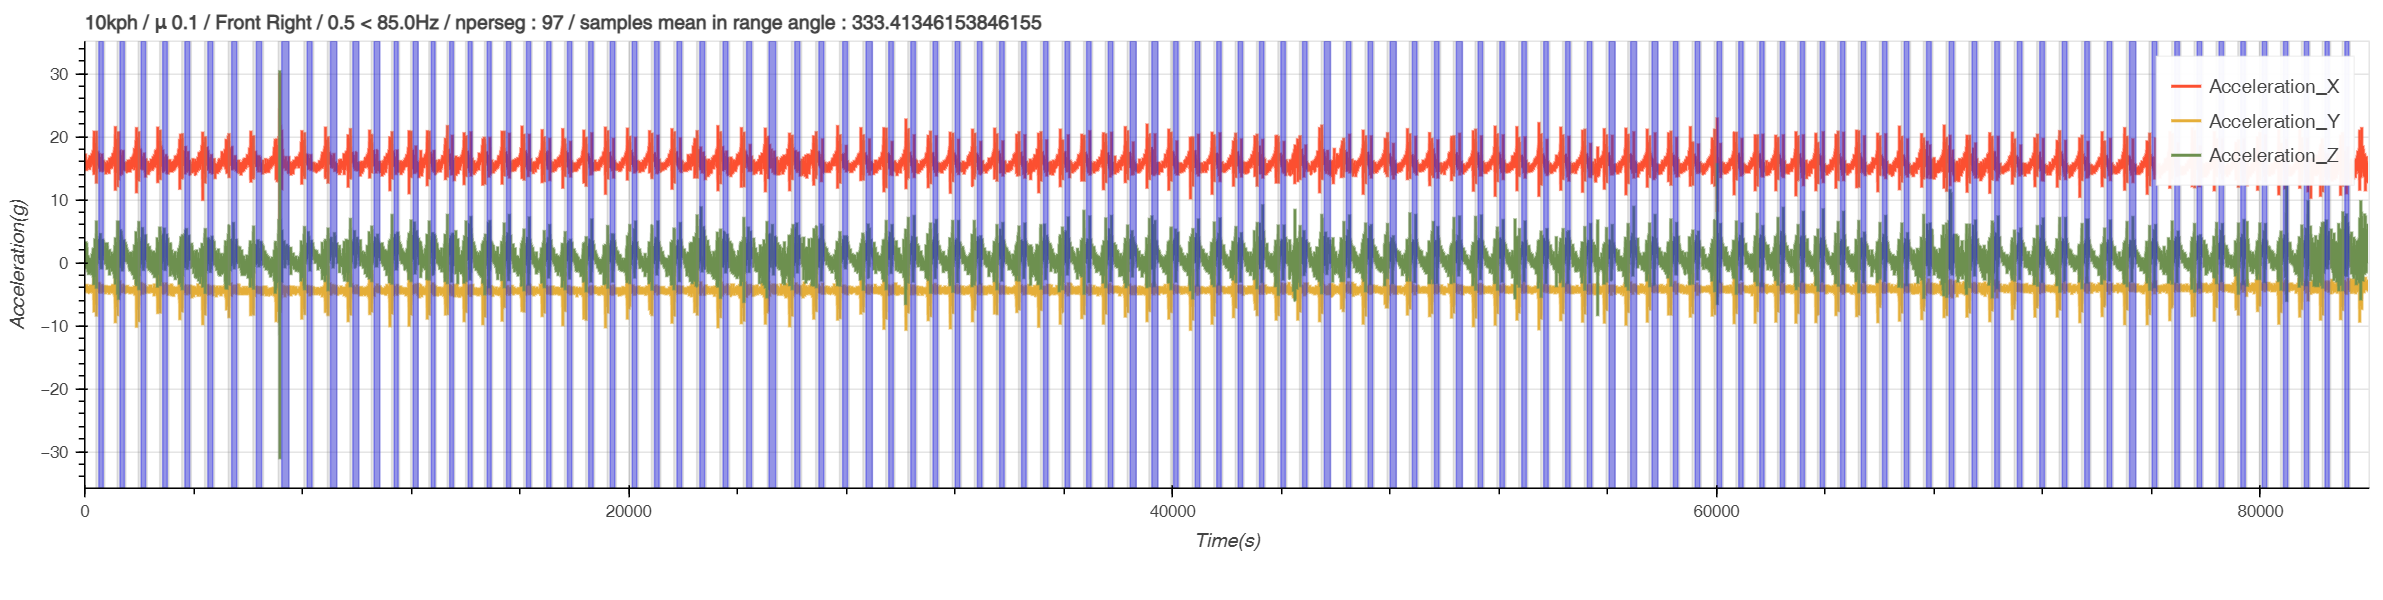 10kph / μ 0.1 / Front Right / 0.5 < 85.0Hz / nperseg : 97 / samples mean in range angle : 333.41346153846155
Acceleration(g)
30
20
10
0
−10
−20
−30
Acceleration_X
Acceleration_Y
Acceleration_Z
0
20000
40000
60000
80000
Time(s)